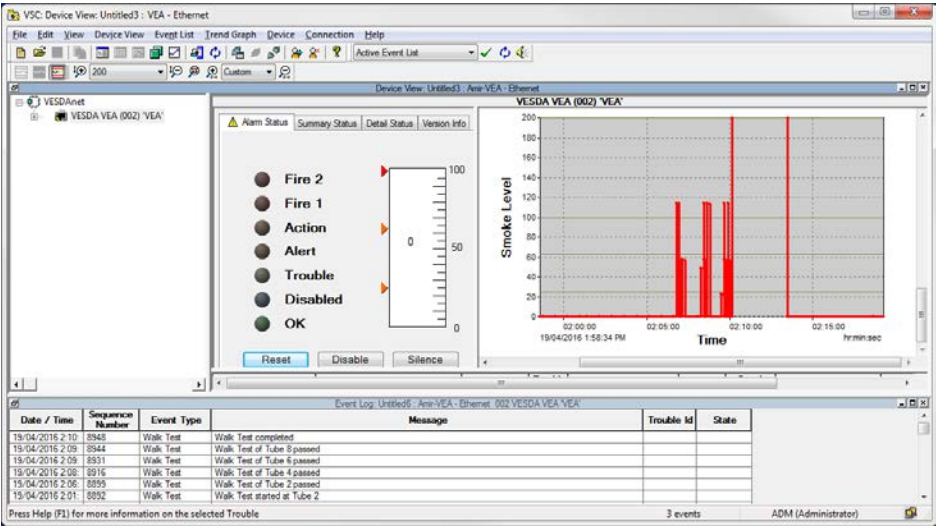 VSC: Device View: Untitled3 : VEA - Ethernet
File Edit View Device View Event List Trend Graph Device Connection Help
Active Event List
200 Custom
Device View: Untitled3 : Amir-VEA - Ethernet
VESDAnet
VESDA VEA (002) 'VEA'
Alarm Status Summary Status Detail Status Version Info
Fire 2
Fire 1
Action
Alert
Trouble
Disabled
OK
100
50
0
0
Reset Disable Silence
VESDA VEA (002) 'VEA'
Smoke Level
200
180
160
140
120
100
80
60
40
20
0
02:00:00 02:05:00 02:10:00 02:15:00
19/04/2016 1:58:34 PM Time hr:min:sec
Event Log: Untitled6 : Amir-VEA - Ethernet 002 VESDA VEA 'VEA'
Date / Time Sequence Number Event Type Message Trouble Id State
19/04/2016 2:10: 8948 Walk Test Walk Test completed
19/04/2016 2:09: 8944 Walk Test Walk Test of Tube 8 passed
19/04/2016 2:09: 8931 Walk Test Walk Test of Tube 6 passed
19/04/2016 2:08: 8916 Walk Test Walk Test of Tube 4 passed
19/04/2016 2:06: 8899 Walk Test Walk Test of Tube 2 passed
19/04/2016 2:01: 8892 Walk Test Walk Test started at Tube 2
Press Help (F1) for more information on the selected Trouble 3 events ADM (Administrator)